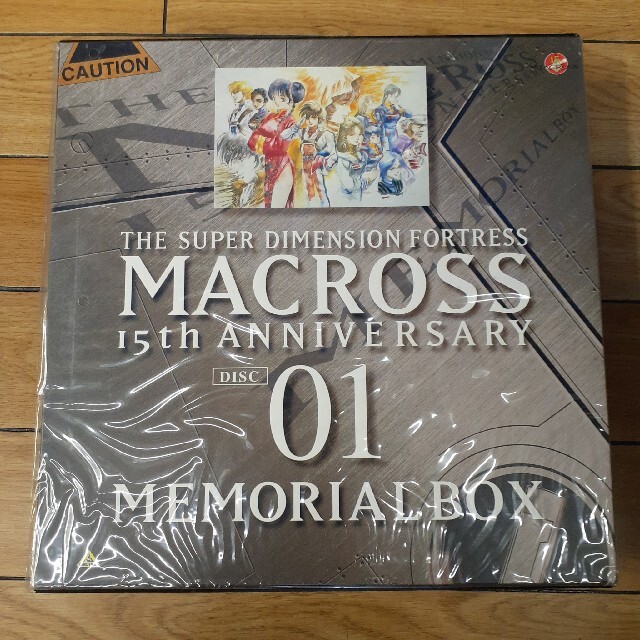 CAUTION
THE SUPER DIMENSION FORTRESS
MACROSS
15th ANNIVERSARY
DISC
01
MEMORIAL BOX